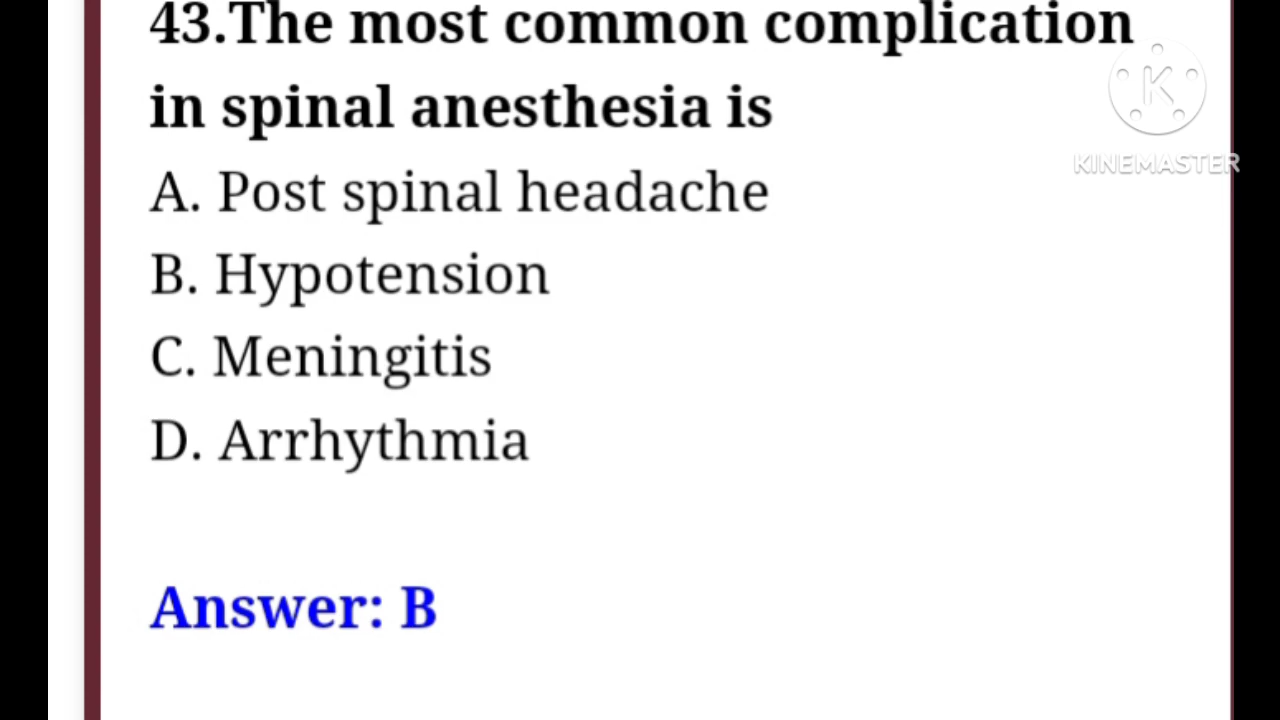 43.The most common complication
in spinal anesthesia is
A. Post spinal headache
B. Hypotension
C. Meningitis
D. Arrhythmia
Answer: B
K
KINEMASTER